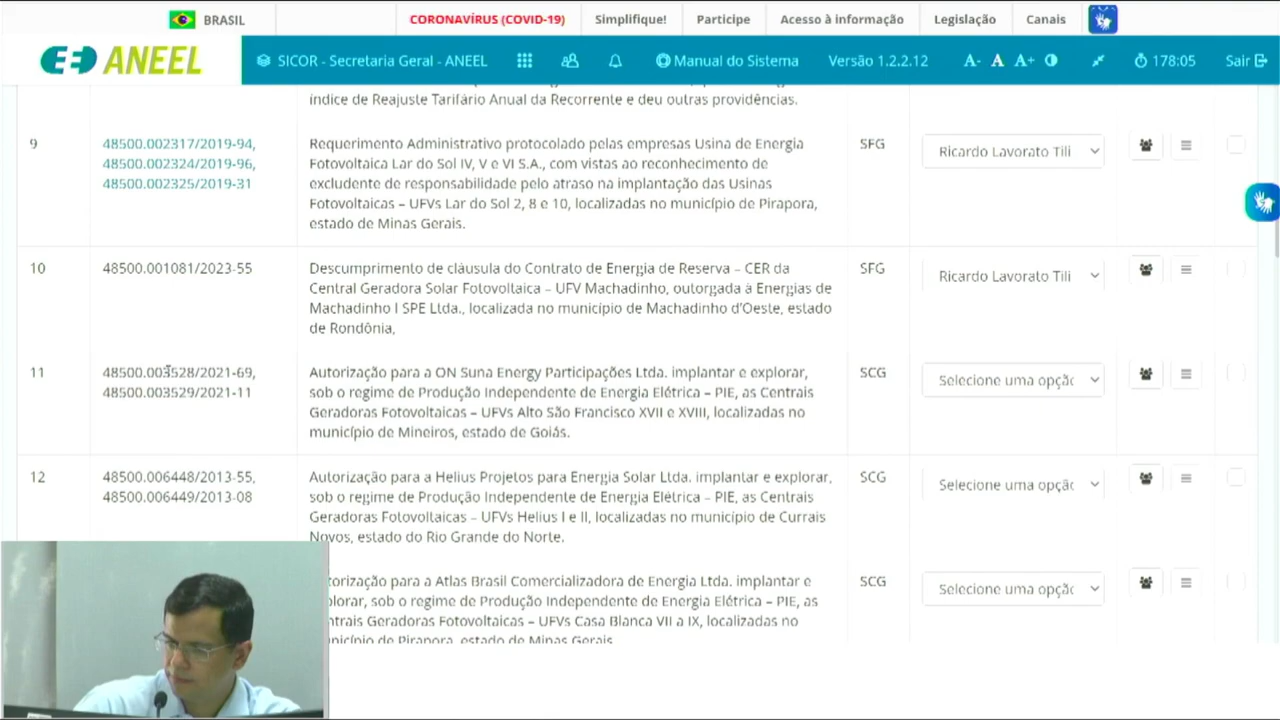 BRASIL
CORONAVÍRUS (COVID-19)
Simplifique!
Participe
Acesso à informação
Legislação
Canais
ANEEL
SICOR - Secretaria Geral - ANEEL
Manual do Sistema
Versão 1.2.2.12
A- A A+
178:05
Sair
índice de Reajuste Tarifário Anual da Recorrente e deu outras providências.
9
48500.002317/2019-94,
48500.002324/2019-96,
48500.002325/2019-31
Requerimento Administrativo protocolado pelas empresas Usina de Energia
Fotovoltaica Lar do Sol IV, V e VI S.A., com vistas ao reconhecimento de
excludente de responsabilidade pelo atraso na implantação das Usinas
Fotovoltaicas – UFVs Lar do Sol 2, 8 e 10, localizadas no município de Pirapora,
estado de Minas Gerais.
SFG
Ricardo Lavorato Tili
10
48500.001081/2023-55
Descumprimento de cláusula do Contrato de Energia de Reserva – CER da
Central Geradora Solar Fotovoltaica – UFV Machadinho, outorgada à Energias de
Machadinho I SPE Ltda., localizada no município de Machadinho d’Oeste, estado
de Rondônia,
SFG
Ricardo Lavorato Tili
11
48500.003528/2021-69,
48500.003529/2021-11
Autorização para a ON Suna Energy Participações Ltda. implantar e explorar,
sob o regime de Produção Independente de Energia Elétrica – PIE, as Centrais
Geradoras Fotovoltaicas – UFVs Alto São Francisco XVII e XVIII, localizadas no
município de Mineiros, estado de Goiás.
SCG
Selecione uma opçã
12
48500.006448/2013-55,
48500.006449/2013-08
Autorização para a Helius Projetos para Energia Solar Ltda. implantar e explorar,
sob o regime de Produção Independente de Energia Elétrica – PIE, as Centrais
Geradoras Fotovoltaicas – UFVs Helius I e II, localizadas no município de Currais
Novos, estado do Rio Grande do Norte.
SCG
Selecione uma opçã
torização para a Atlas Brasil Comercializadora de Energia Ltda. implantar e
plorar, sob o regime de Produção Independente de Energia Elétrica – PIE, as
ntrais Geradoras Fotovoltaicas – UFVs Casa Blanca VII a IX, localizadas no
nicípio de Pirapora, estado de Minas Gerais.
SCG
Selecione uma opçã